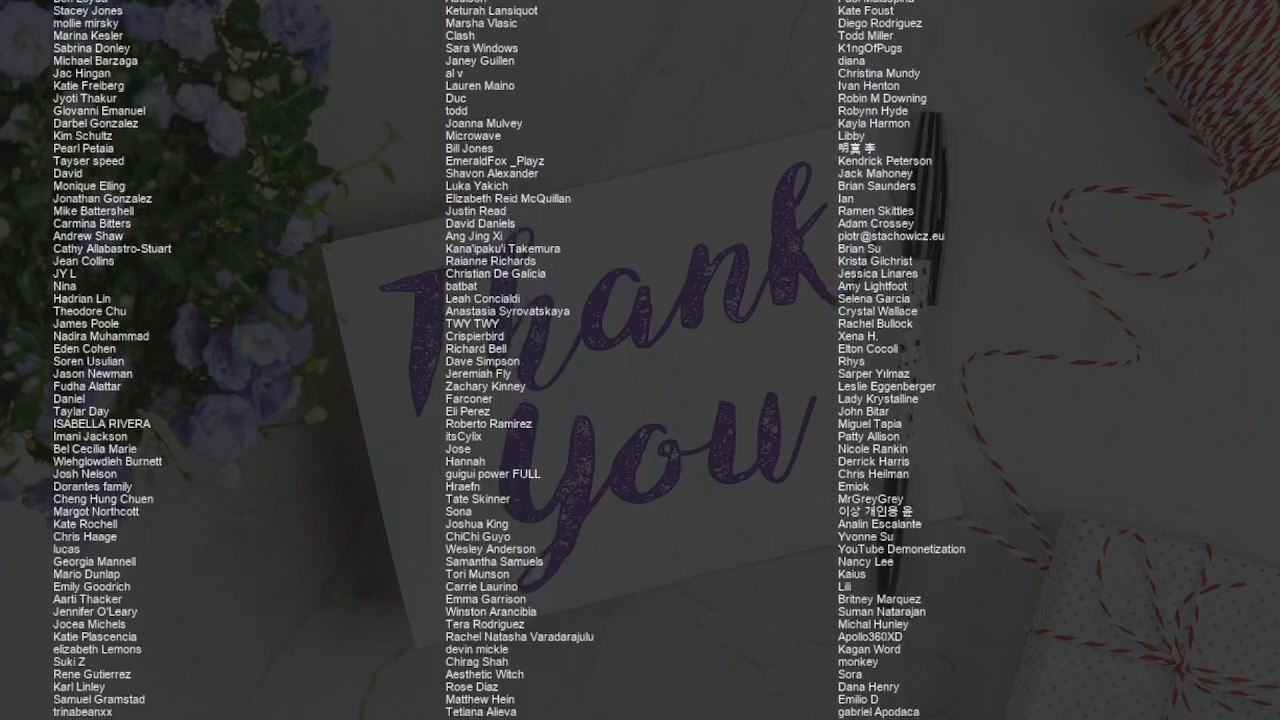 Stacey Jones
mollie mirsky
Marina Kesler
Sabrina Donley
Michael Barzaga
Jac Hingan
Katie Freiberg
Jyoti Thakur
Giovanni Emanuel
Darbel Gonzalez
Kim Schultz
Pearl Petaia
Tayser speed
David
Monique Elling
Jonathan Gonzalez
Mike Battershell
Carmina Bitters
Andrew Shaw
Cathy Allabastro-Stuart
Jean Collins
JY L
Nina
Hadrian Lin
Theodore Chu
James Poole
Nadira Muhammad
Eden Cohen
Soren Usulian
Jason Newman
Fudha Alattar
Daniel
Taylar Day
ISABELLA RIVERA
Imani Jackson
Bel Cecilia Marie
Wlehglowdieh Burnett
Josh Nelson
Dorantes family
Cheng Hung Chuen
Margot Northcott
Kate Rochell
Chris Haage
lucas
Georgia Mannell
Mario Dunlap
Emily Goodrich
Aarti Thacker
Jennifer O'Leary
Jocea Michels
Katie Plascencia
elizabeth Lemons
Suki Z
Rene Gutierrez
Karl Linley
Samuel Gramstad
trinabeanxx
Keturah Lansiquot
Marsha Vlasic
Clash
Sara Windows
Janey Guillen
al v
Lauren Maino
Duc
todd
Joanna Mulvey
Microwave
Bill Jones
EmeraldFox _Playz
Shavon Alexander
Luka Yakich
Elizabeth Reid McQuillan
Justin Read
David Daniels
Ang Jing Xi
Kana'ipaku'i Takemura
Raianne Richards
Christian De Galicia
batbat
Leah Concialdi
Anastasia Syrovatskaya
TWY TWY
Crispierbird
Richard Bell
Dave Simpson
Jeremiah Fly
Zachary Kinney
Farconer
Eli Perez
Roberto Ramirez
itsCylix
Jose
Hannah
guigui power FULL
Hraefn
Tate Skinner
Sona
Joshua King
ChiChi Guyo
Wesley Anderson
Samantha Samuels
Tori Munson
Carrie Laurino
Emma Garrison
Winston Arancibia
Tera Rodriguez
Rachel Natasha Varadarajulu
devin mickle
Chirag Shah
Aesthetic Witch
Rose Diaz
Matthew Hein
Tetiana Alieva
Kate Foust
Diego Rodriguez
Todd Miller
K1ngOfPugs
diana
Christina Mundy
Ivan Henton
Robin M Downing
Robynn Hyde
Kayla Harmon
Libby
明真 李
Kendrick Peterson
Jack Mahoney
Brian Saunders
Ian
Ramen Skittles
Adam Crossey
piotr@stachowicz.eu
Brian Su
Krista Gilchrist
Jessica Linares
Amy Lightfoot
Selena Garcia
Crystal Wallace
Rachel Bullock
Xena H.
Elton Cocoli
Rhys
Sarper Yılmaz
Leslie Eggenberger
Lady Krystalline
John Bitar
Miguel Tapia
Patty Allison
Nicole Rankin
Derrick Harris
Chris Heilman
Emiok
MrGreyGrey
이상 개인용 윤
Analin Escalante
Yvonne Su
YouTube Demonetization
Nancy Lee
Kaius
Lili
Britney Marquez
Suman Natarajan
Michal Hunley
Apollo360XD
Kagan Word
monkey
Sora
Dana Henry
Emilio D
gabriel Apodaca
Thank
you